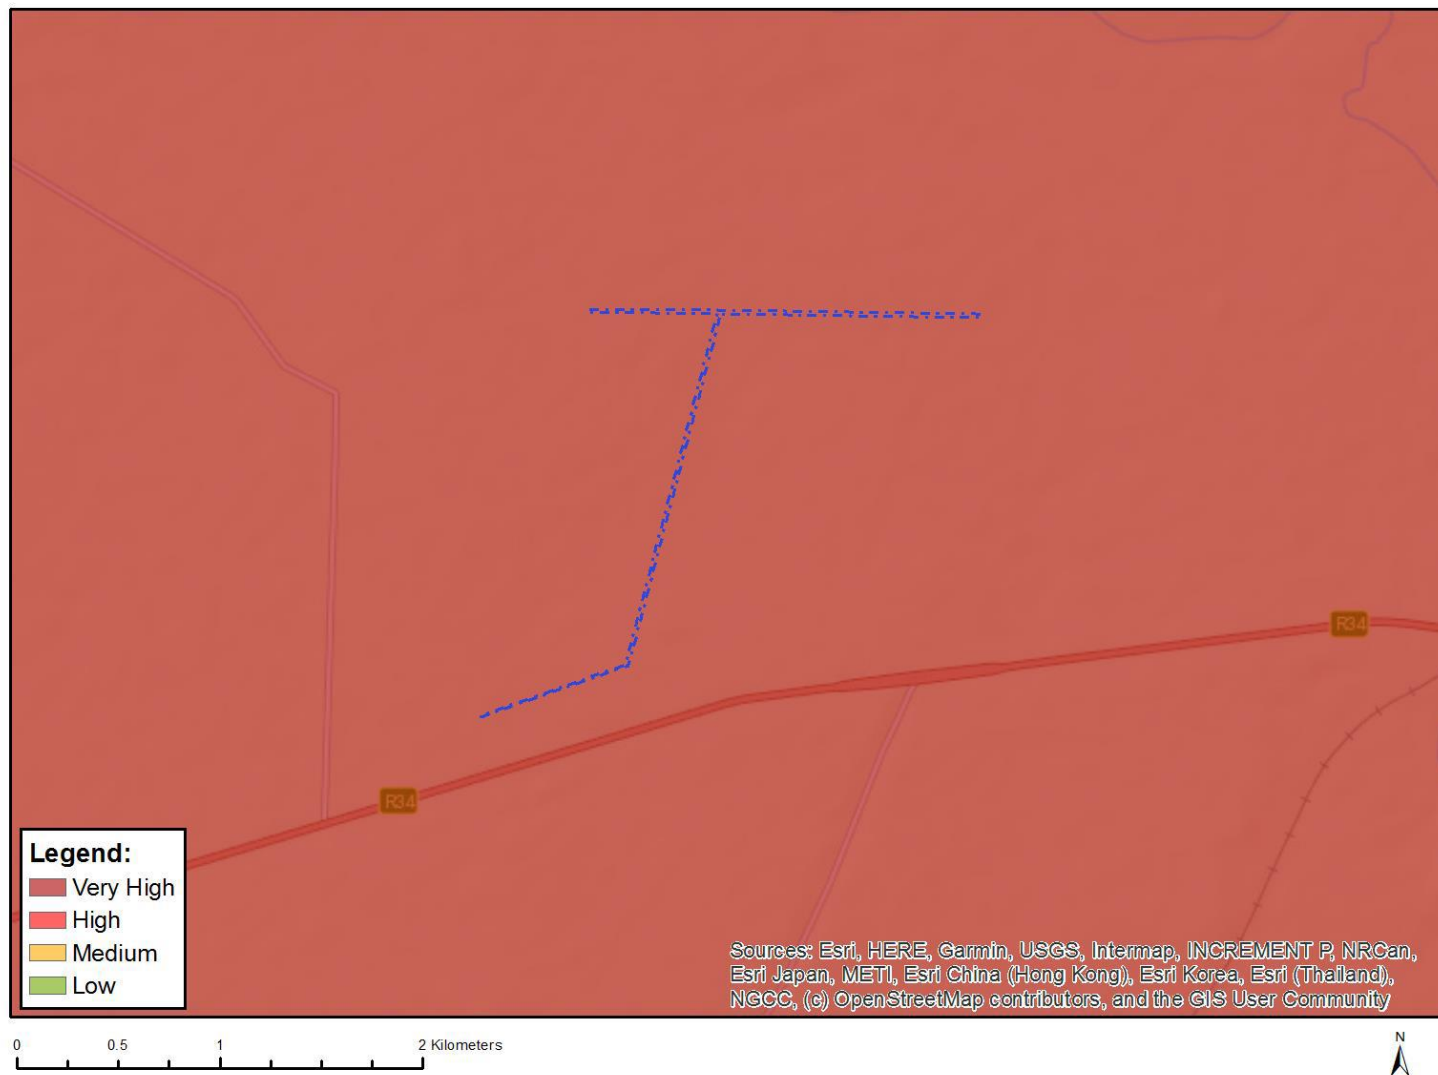 R34
R34
Legend:
Very High
High
Medium
Low
Sources: Esri, HERE, Garmin, USGS, Intermap, INCREMENT P, NRCan,
Esri Japan, METI, Esri China (Hong Kong), Esri Korea, Esri (Thailand),
NGCC, (c) OpenStreetMap contributors, and the GIS User Community
0 0.5 1 2 Kilometers
N